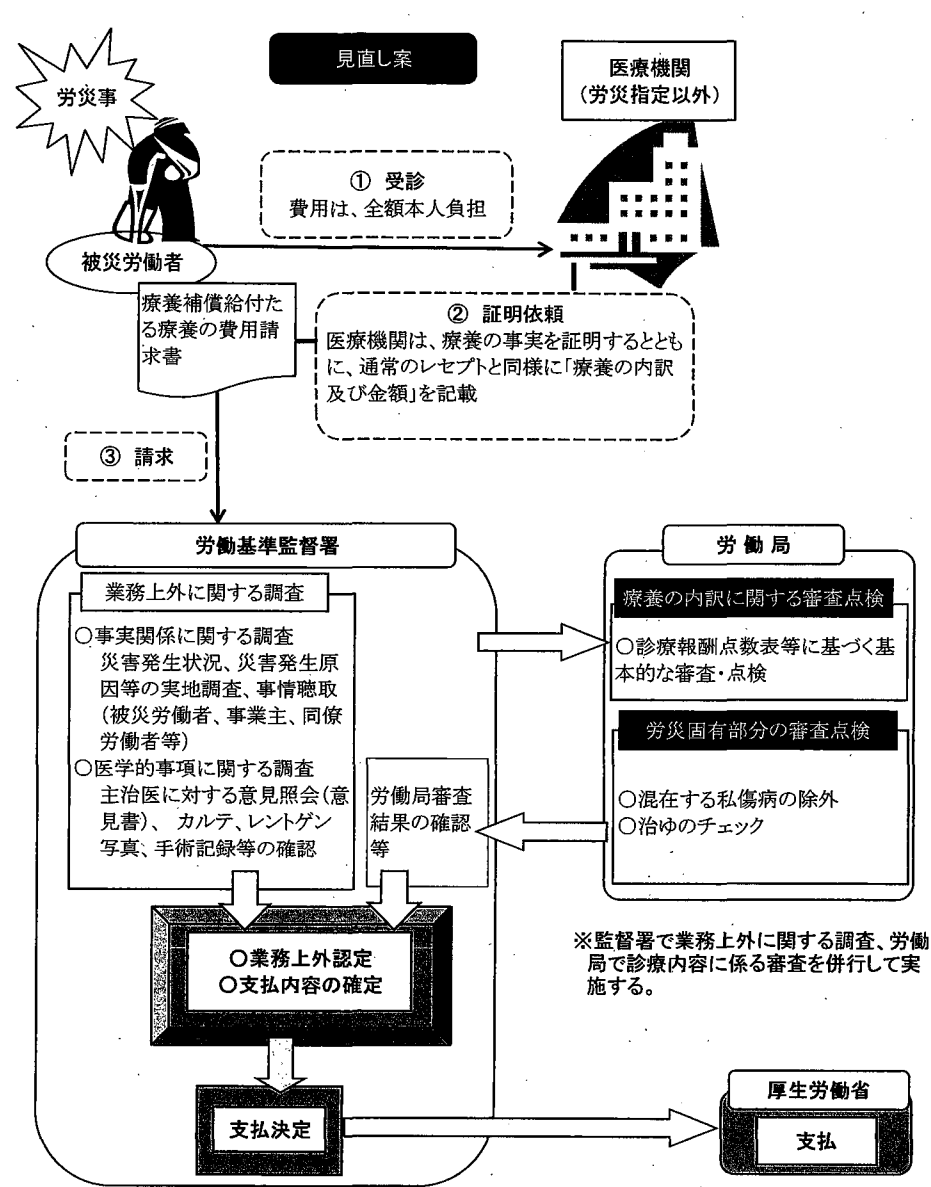 見直し案
労災事
医療機関
(労災指定以外)
① 受診
費用は、全額本人負担
被災労働者
療養補償給付た
る療養の費用請
求書
② 証明依頼
医療機関は、療養の事実を証明するととも
に、通常のレセプトと同様に「療養の内訳
及び金額」を記載
③ 請求
労働基準監督署
業務上外に関する調査
○事実関係に関する調査
災害発生状況、災害発生原
因等の実地調査、事情聴取
(被災労働者、事業主、同僚
労働者等)
○医学的事項に関する調査
主治医に対する意見照会(意
見書)、カルテ、レントゲン
写真、手術記録等の確認
労働局審査
結果の確認
等
労働局
療養の内訳に関する審査点検
○診療報酬点数表等に基づく基
本的な審査・点検
労災固有部分の審査点検
○混在する私傷病の除外
○治ゆのチェック
○業務上外認定
○支払内容の確定
※監督署で業務上外に関する調査、労働
局で診療内容に係る審査を併行して実
施する。
支払決定
厚生労働省
支払